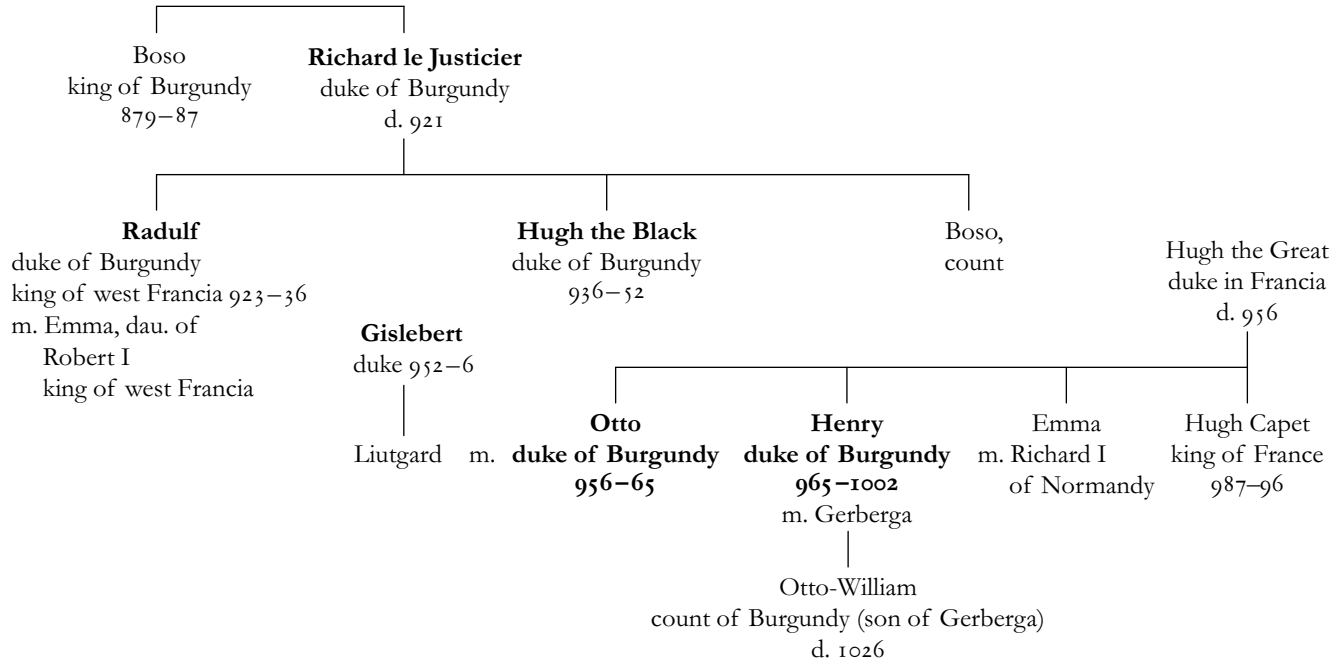 Boso
king of Burgundy
879–87
Richard le Justicier
duke of Burgundy
d. 921
Radulf
duke of Burgundy
king of west Francia 923–36
m. Emma, dau. of
Robert I
king of west Francia
Hugh the Black
duke of Burgundy
936–52
Boso,
count
Hugh the Great
duke in Francia
d. 956
Gislebert
duke 952–6
Liutgard m.
Otto
duke of Burgundy
956–65
Henry
duke of Burgundy
965–1002
m. Gerberga
Emma
m. Richard I
of Normandy
Hugh Capet
king of France
987–96
Otto-William
count of Burgundy (son of Gerberga)
d. 1026